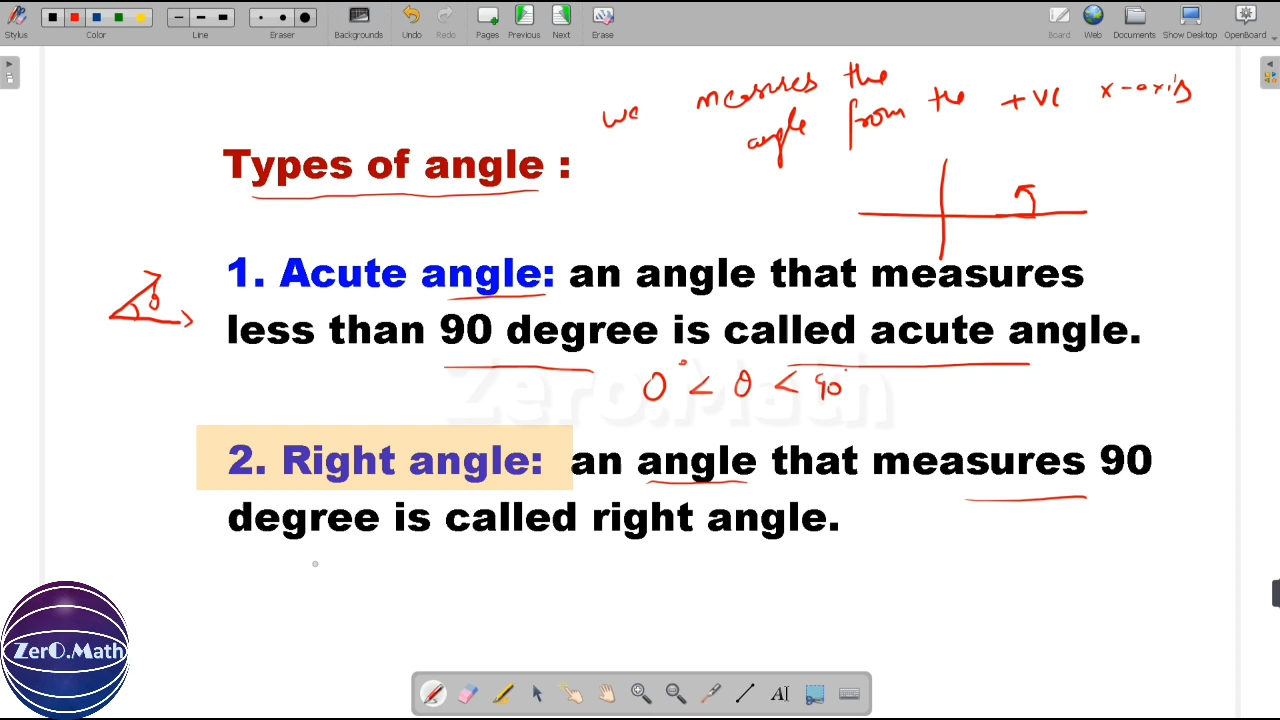 Stylus
Color
Line
Eraser
Backgrounds
Undo
Redo
Pages
Previous
Next
Erase
Board
Web
Documents
Show Desktop
OpenBoard
we measures the
angle from the +ve x-axis
Types of angle :
1. Acute angle: an angle that measures
less than 90 degree is called acute angle.
θ
0° < θ < 90°
Zero.Math
2. Right angle: an angle that measures 90
degree is called right angle.
ZerO.Math
AI